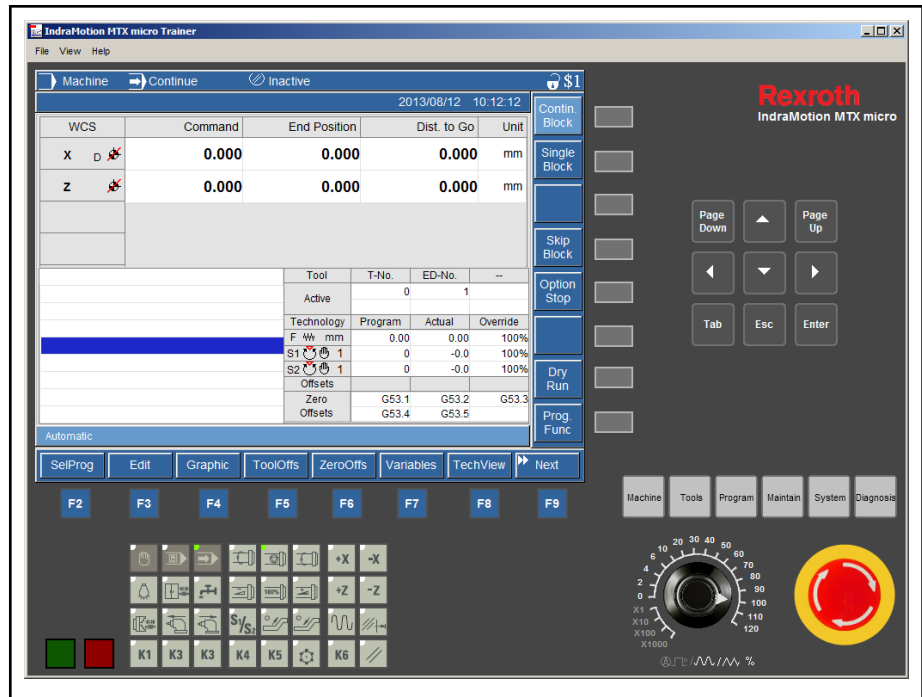 IndraMotion MTX micro Trainer
File View Help
Machine Continue Inactive $1
2013/08/12 10:12:12
WCS Command End Position Dist. to Go Unit
X D 0.000 0.000 0.000 mm
Z 0.000 0.000 0.000 mm
Tool T-No. ED-No. --
Active 0 1
Technology Program Actual Override
F mm 0.00 0.00 100%
S1 1 0 -0.0 100%
S2 1 0 -0.0 100%
Offsets
Zero Offsets G53.1 G53.2 G53.3
G53.4 G53.5
Automatic
Contin. Block
Single Block
Skip Block
Option Stop
Dry Run
Prog. Func
SelProg Edit Graphic ToolOffs ZeroOffs Variables TechView Next
F2 F3 F4 F5 F6 F7 F8 F9
Rexroth
IndraMotion MTX micro
Page Down
Page Up
Tab Esc Enter
Machine Tools Program Maintain System Diagnosis
+X -X
100% +Z -Z
S1/S2
K1 K3 K3 K4 K5 K6
0 2 4 6 10 20 30 40 50 60 70 80 90 100 110 120
X1
X10
X100
X1000
%